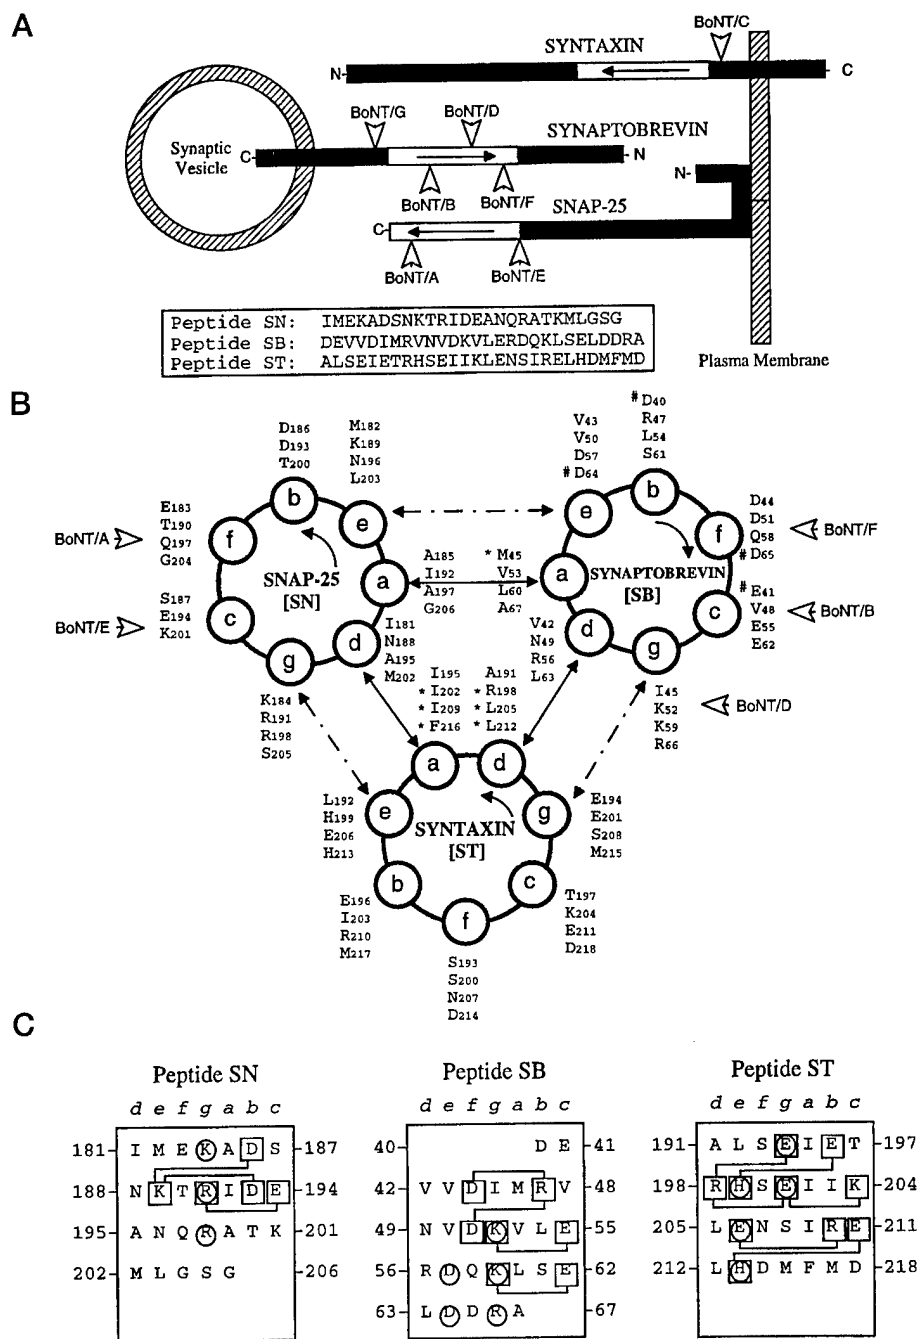 A
BoNT/C
SYNTAXIN
N-
C
BoNT/G
BoNT/D
SYNAPTOBREVIN
Synaptic
Vesicle
C-
-N
N-
BoNT/B
BoNT/F
SNAP-25
C-
BoNT/A
BoNT/E
Peptide SN: IMEKADSNKTRIDEANQRATKMLGSG
Peptide SB: DEVVDIMRVNVDKVLERDQKLSELDDRA
Peptide ST: ALSEIETRHSEIIKLENSIRELHDMFMD
Plasma Membrane
B
D186
D193
T200
M182
K189
N196
L203
V43
V50
D57
# D64
# D40
R47
L54
S61
E183
T190
Q197
G204
BoNT/A
b
e
f
a
c
d
g
SNAP-25
[SN]
S187
E194
K201
BoNT/E
A185
I192
A197
G206
* M45
V53
L60
A67
e
b
f
a
c
d
g
SYNAPTOBREVIN
[SB]
D44
D51
Q58
# D65
BoNT/F
# E41
V48
E55
E62
BoNT/B
I181
N188
A195
M202
V42
N49
R56
L63
K184
R191
R198
S205
I195
* I202
* I209
* F216
A191
* R198
* L205
* L212
I45
K52
K59
R66
BoNT/D
a
d
e
g
b
c
f
SYNTAXIN
[ST]
L192
H199
E206
H213
E194
E201
S208
M215
E196
I203
R210
M217
T197
K204
E211
D218
S193
S200
N207
D214
C
Peptide SN
d e f g a b c
181 I M E K A D S 187
188 N K T R I D E 194
195 A N Q R A T K 201
202 M L G S G 206
Peptide SB
d e f g a b c
40 D E 41
42 V V D I M R V 48
49 N V D K V L E 55
56 R D Q K L S E 62
63 L D D R A 67
Peptide ST
d e f g a b c
191 A L S E I E T 197
198 R H S E I I K 204
205 L E N S I R E 211
212 L H D M F M D 218